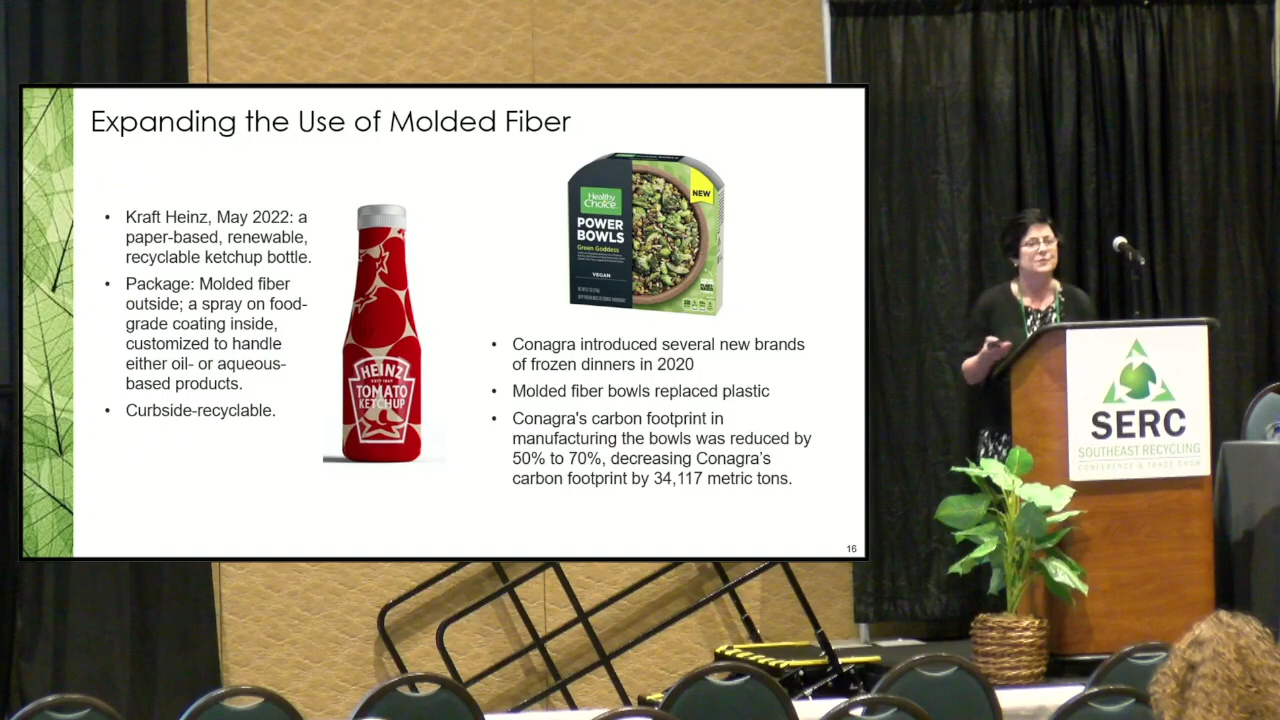 Expanding the Use of Molded Fiber
• Kraft Heinz, May 2022: a
paper-based, renewable,
recyclable ketchup bottle.
• Package: Molded fiber
outside; a spray on food-
grade coating inside,
customized to handle
either oil- or aqueous-
based products.
• Curbside-recyclable.
HEINZ
ESTD 1869
TOMATO
KETCHUP
Healthy
Choice
NEW
POWER
BOWLS
Green Goddess
VEGAN
• Conagra introduced several new brands
of frozen dinners in 2020
• Molded fiber bowls replaced plastic
• Conagra's carbon footprint in
manufacturing the bowls was reduced by
50% to 70%, decreasing Conagra's
carbon footprint by 34,117 metric tons.
16
SERC
SOUTHEAST RECYCLING
CONFERENCE & TRADE SHOW